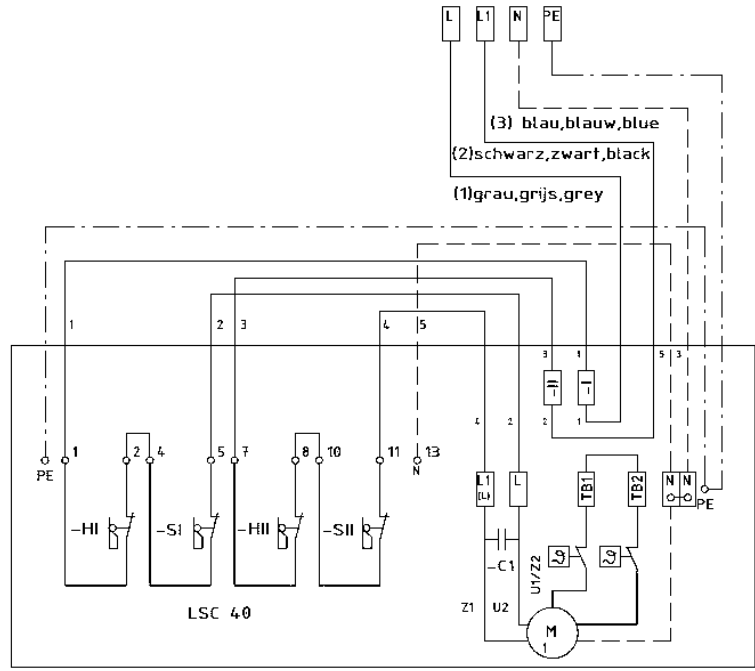 L L1 N PE
(3) blau,blauw,blue
(2)schwarz,zwart,black
(1)grau,grijs,grey
1 2 3 4 5
5 3
2 1
4 2
PE 1 2 4 5 7 8 10 11 13
N
L1 L TB1 TB2 N N
(L)
PE
-HI -SI -HII -SII
-C1
U1/Z2
LSC 40
Z1 U2
M
1